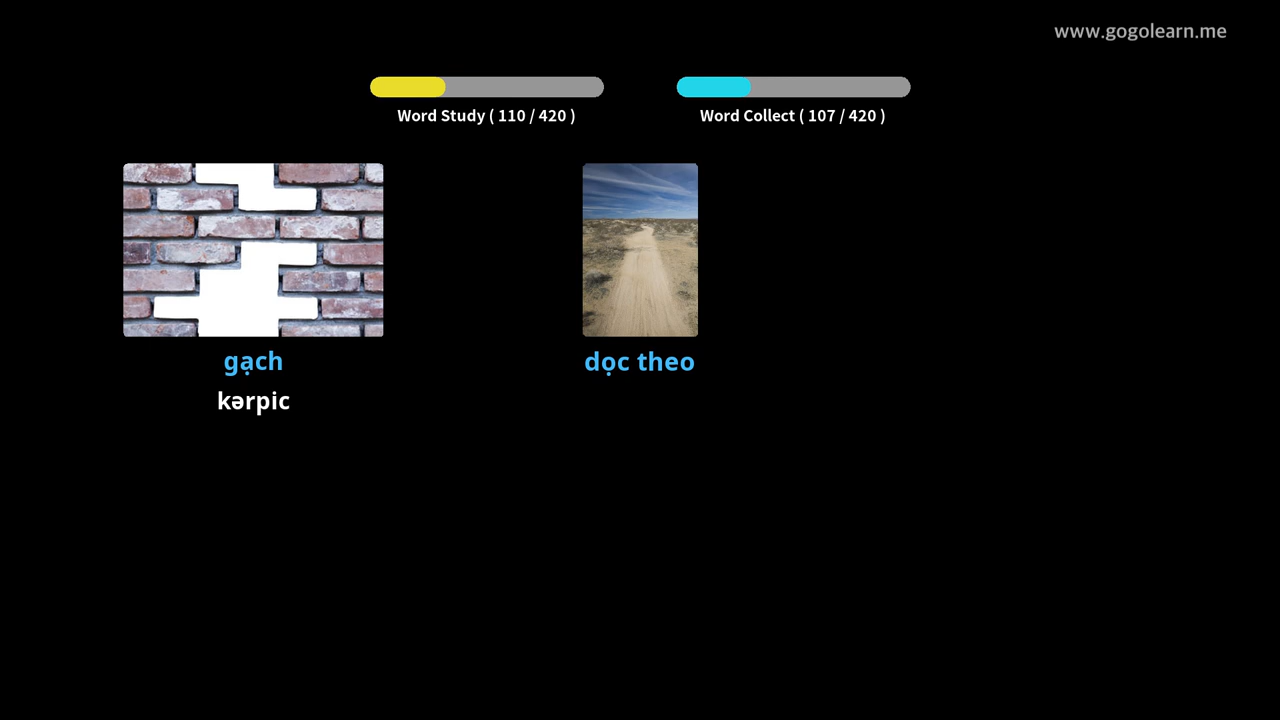 www.gogolearn.me
Word Study ( 110 / 420 )
Word Collect ( 107 / 420 )
gạch
dọc theo
kərpic